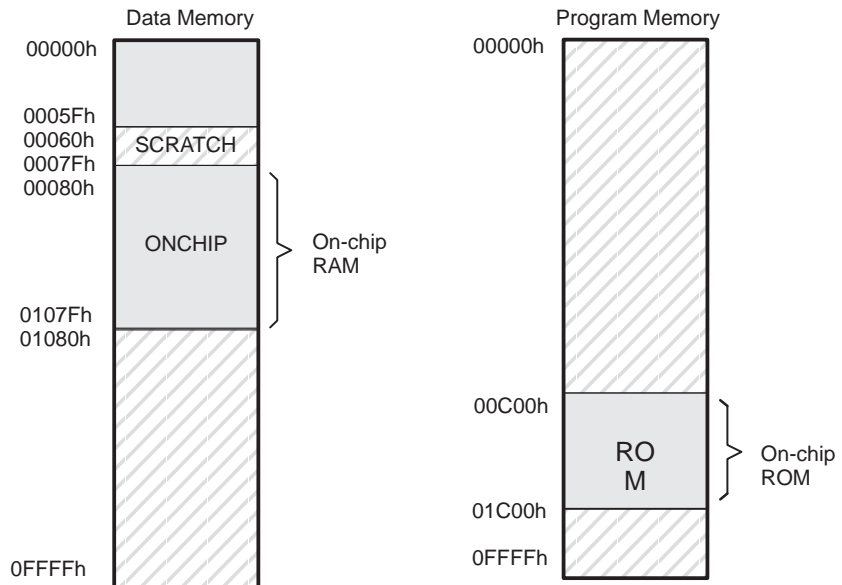 Data Memory
00000h
0005Fh
00060h
SCRATCH
0007Fh
00080h
ONCHIP
On-chip
RAM
0107Fh
01080h
0FFFFh
Program Memory
00000h
00C00h
RO
M
On-chip
ROM
01C00h
0FFFFh